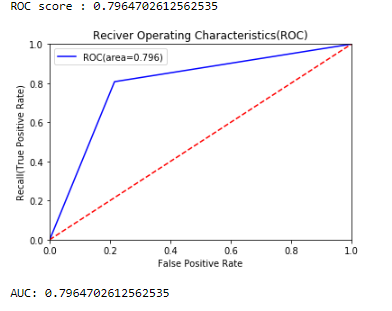 ROC score : 0.7964702612562535
Reciver Operating Characteristics(ROC)
ROC(area=0.796)
Recall(True Positive Rate)
1.0
0.8
0.6
0.4
0.2
0.0
0.0 0.2 0.4 0.6 0.8 1.0
False Positive Rate
AUC: 0.7964702612562535